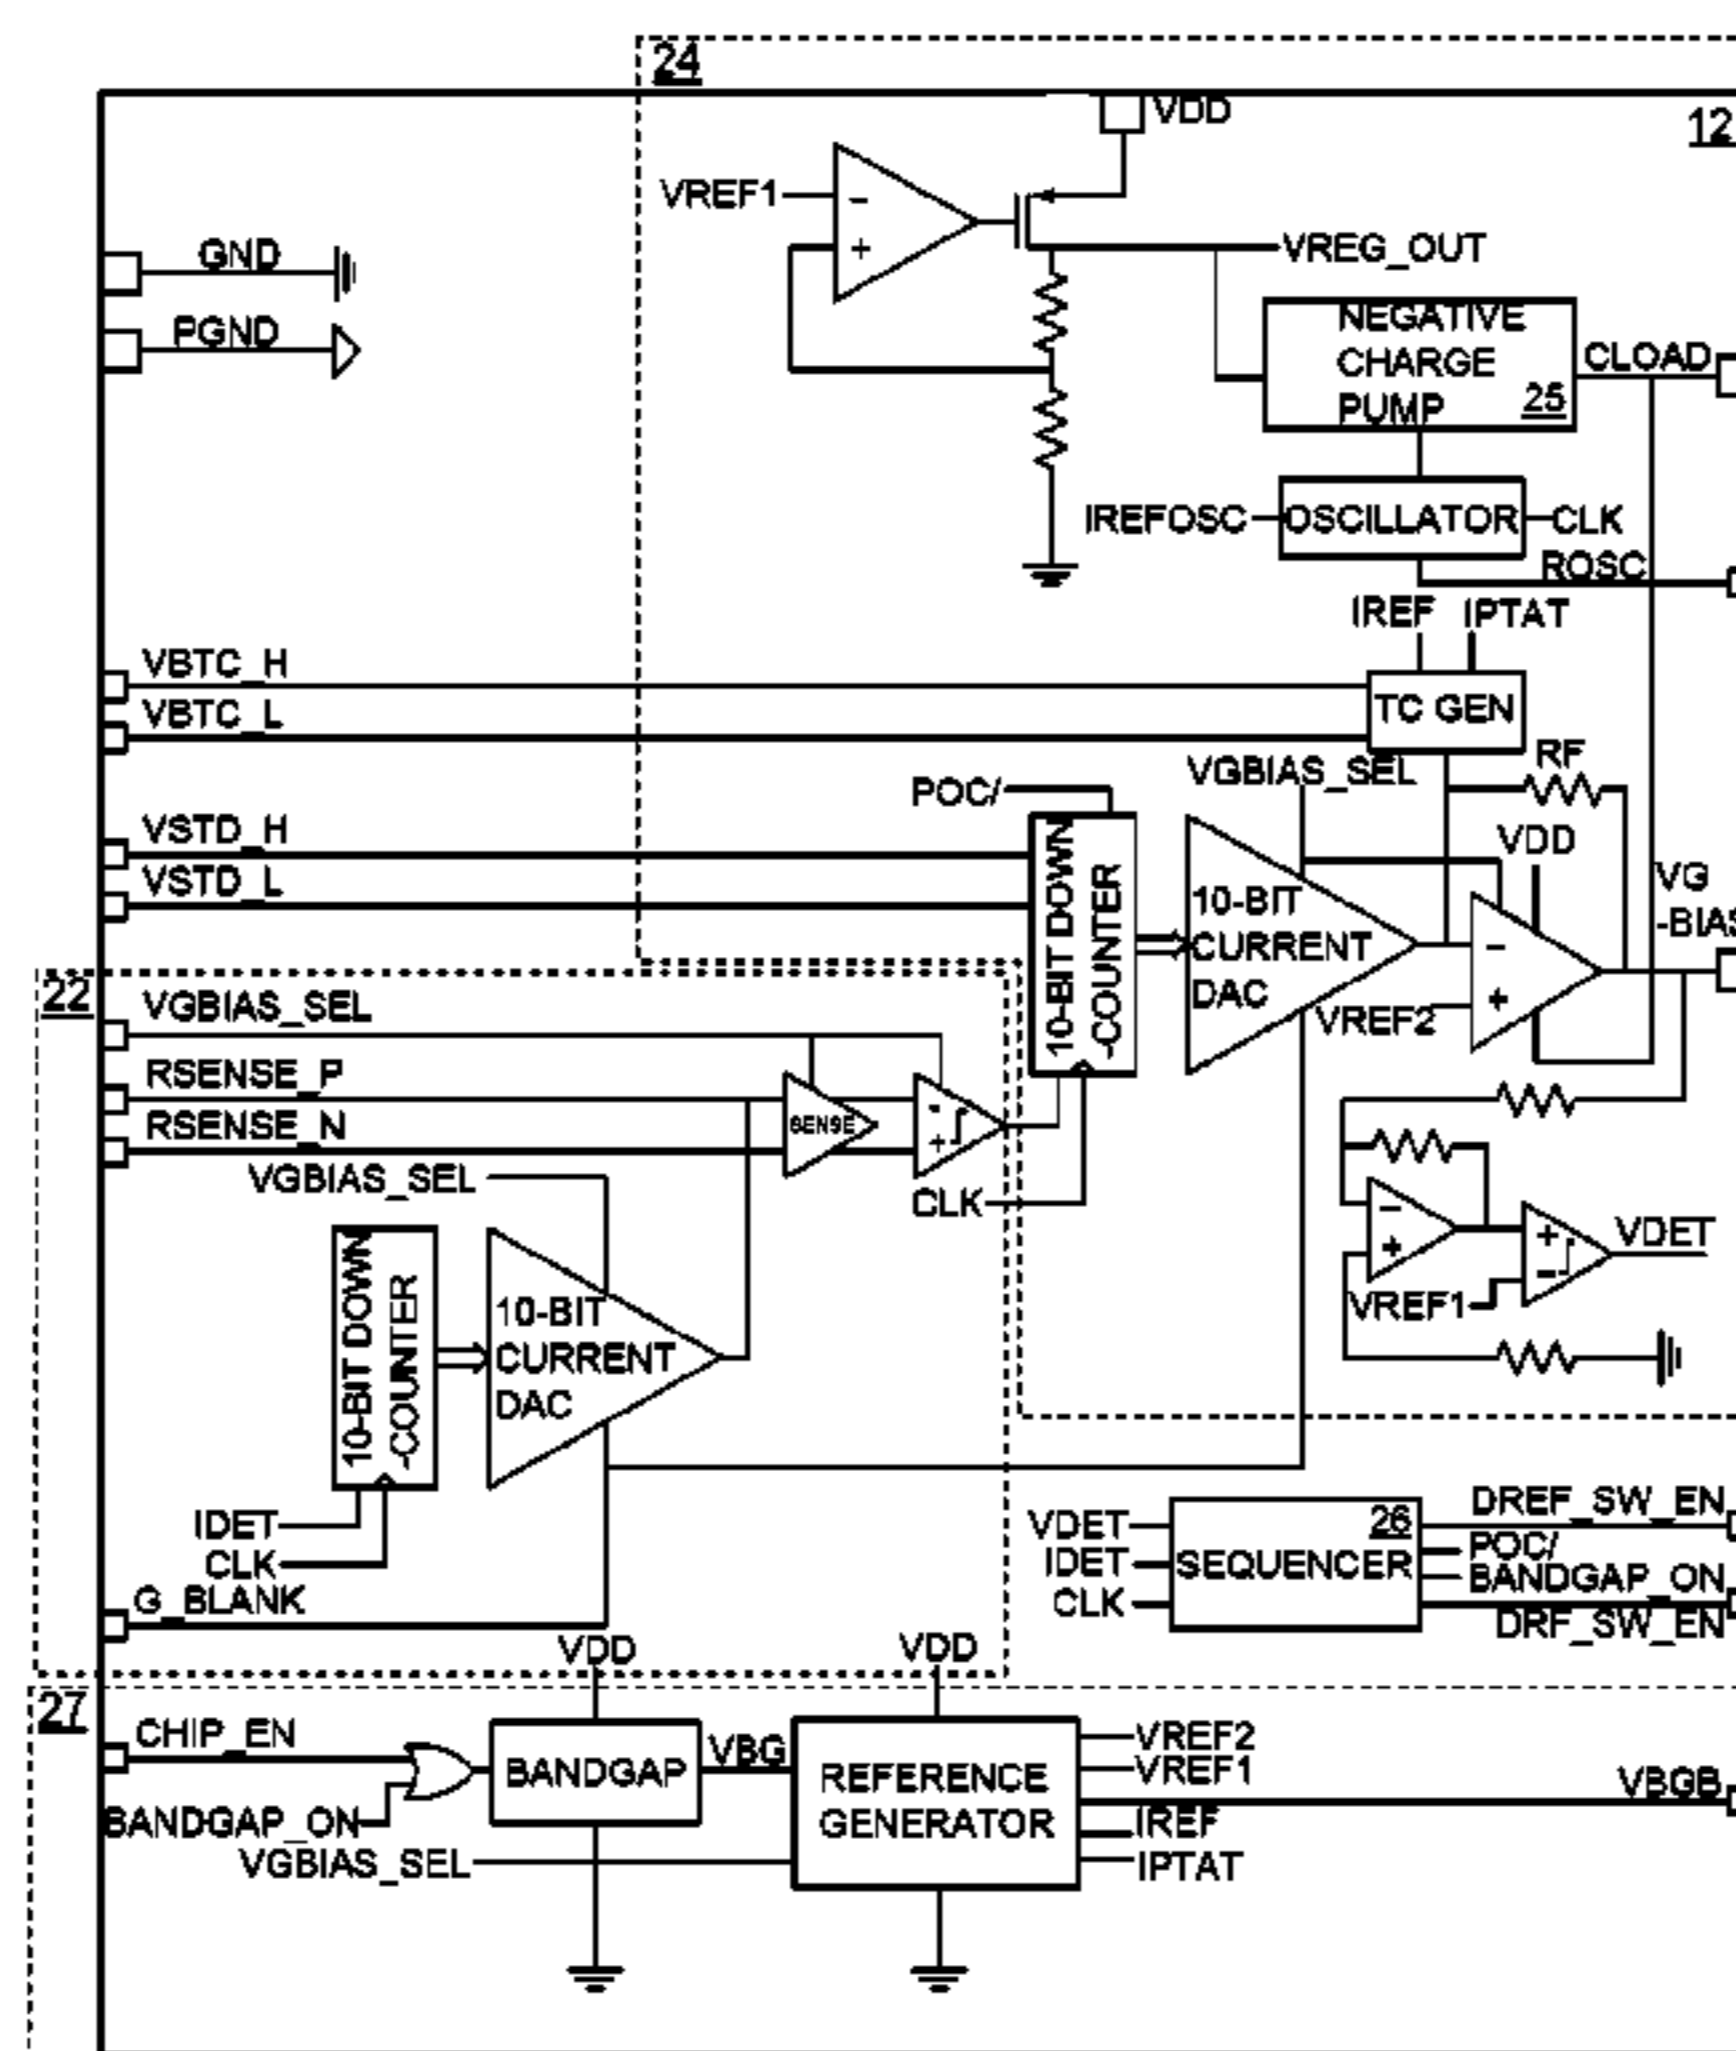 24
VDD
12
VREF1
-
+
GND
VREG_OUT
PGND
NEGATIVE
CHARGE
PUMP
25
CLOAD
IREFOSC
OSCILLATOR
CLK
ROSC
IREF
IPTAT
VBTC_H
VBTC_L
TC GEN
RF
VGBIAS_SEL
POC/
VSTD_H
VSTD_L
VDD
VG
-BIAS
10-BIT DOWN
-COUNTER
10-BIT
CURRENT
DAC
-
+
VREF2
22
VGBIAS_SEL
RSENSE_P
RSENSE_N
SENSE
-
+
VGBIAS_SEL
CLK
10-BIT DOWN
-COUNTER
10-BIT
CURRENT
DAC
-
+
+
-
VDET
VREF1
IDET
CLK
G_BLANK
VDET
IDET
CLK
26
SEQUENCER
DREF_SW_EN
POC/
BANDGAP_ON
DRF_SW_EN
VDD
VDD
27
CHIP_EN
BANDGAP_ON
BANDGAP
VBG
REFERENCE
GENERATOR
VGBIAS_SEL
VREF2
VREF1
VBGB
IREF
IPTAT